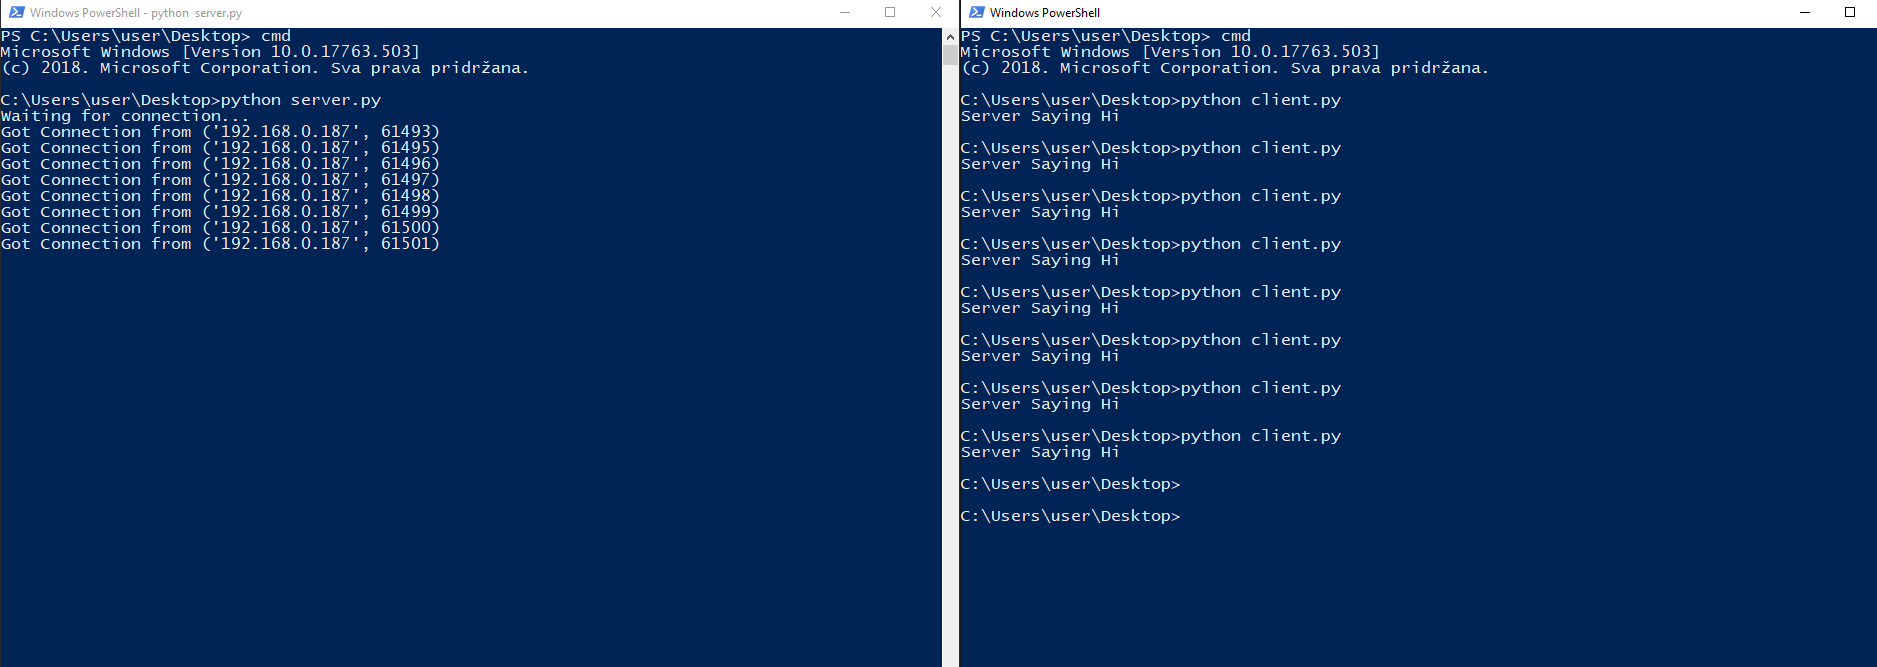 Windows PowerShell - python  server.py
PS C:\Users\user\Desktop> cmd
Microsoft Windows [Version 10.0.17763.503]
(c) 2018. Microsoft Corporation. Sva prava pridržana.
C:\Users\user\Desktop>python server.py
Waiting for connection...
Got Connection from ('192.168.0.187', 61493)
Got Connection from ('192.168.0.187', 61495)
Got Connection from ('192.168.0.187', 61496)
Got Connection from ('192.168.0.187', 61497)
Got Connection from ('192.168.0.187', 61498)
Got Connection from ('192.168.0.187', 61499)
Got Connection from ('192.168.0.187', 61500)
Got Connection from ('192.168.0.187', 61501)
Windows PowerShell
PS C:\Users\user\Desktop> cmd
Microsoft Windows [Version 10.0.17763.503]
(c) 2018. Microsoft Corporation. Sva prava pridržana.
C:\Users\user\Desktop>python client.py
Server Saying Hi
C:\Users\user\Desktop>python client.py
Server Saying Hi
C:\Users\user\Desktop>python client.py
Server Saying Hi
C:\Users\user\Desktop>python client.py
Server Saying Hi
C:\Users\user\Desktop>python client.py
Server Saying Hi
C:\Users\user\Desktop>python client.py
Server Saying Hi
C:\Users\user\Desktop>python client.py
Server Saying Hi
C:\Users\user\Desktop>python client.py
Server Saying Hi
C:\Users\user\Desktop>
C:\Users\user\Desktop>